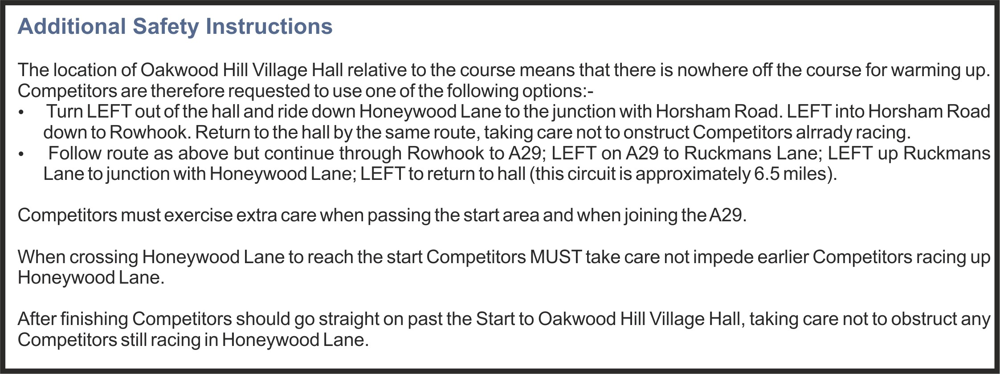 Additional Safety Instructions
The location of Oakwood Hill Village Hall relative to the course means that there is nowhere off the course for warming up.
Competitors are therefore requested to use one of the following options:-
• Turn LEFT out of the hall and ride down Honeywood Lane to the junction with Horsham Road. LEFT into Horsham Road
down to Rowhook. Return to the hall by the same route, taking care not to onstruct Competitors alrrady racing.
• Follow route as above but continue through Rowhook to A29; LEFT on A29 to Ruckmans Lane; LEFT up Ruckmans
Lane to junction with Honeywood Lane; LEFT to return to hall (this circuit is approximately 6.5 miles).
Competitors must exercise extra care when passing the start area and when joining the A29.
When crossing Honeywood Lane to reach the start Competitors MUST take care not impede earlier Competitors racing up
Honeywood Lane.
After finishing Competitors should go straight on past the Start to Oakwood Hill Village Hall, taking care not to obstruct any
Competitors still racing in Honeywood Lane.